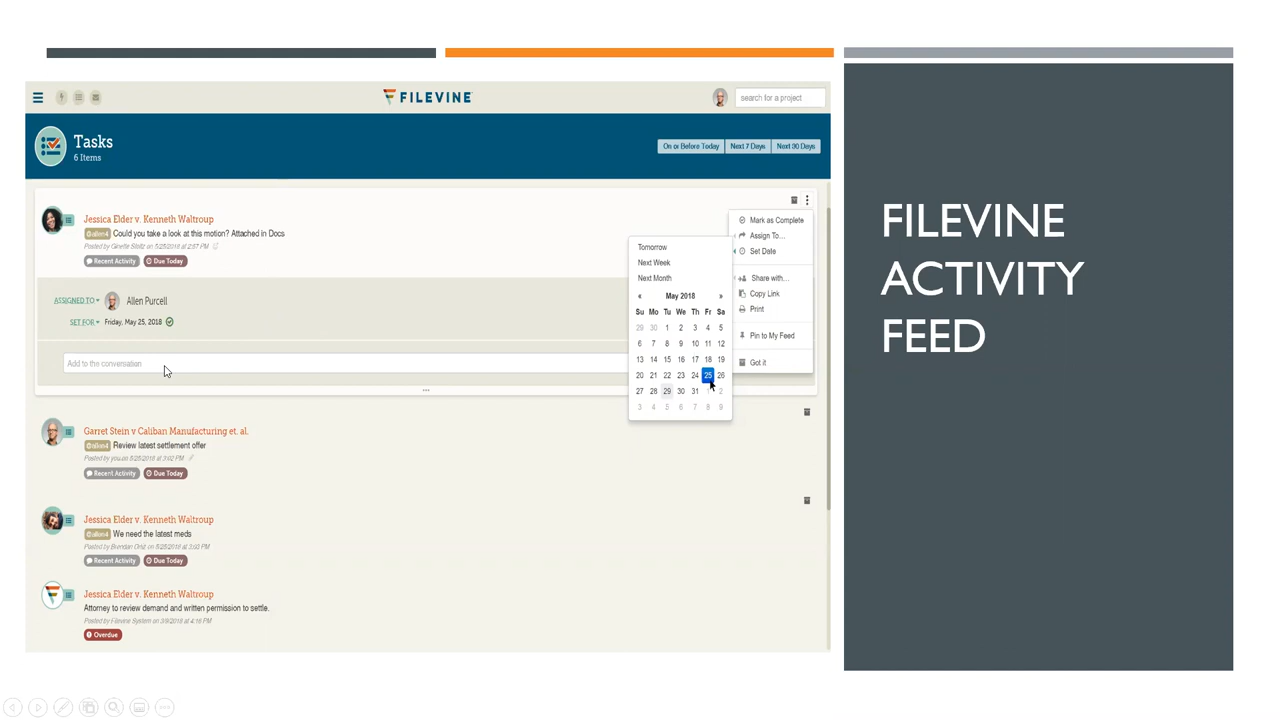 FILEVINE
search for a project
Tasks
6 Items
On or Before Today
Next 7 Days
Next 30 Days
Jessica Elder v. Kenneth Waltroup
@allen4 Could you take a look at this motion? Attached in Docs
Posted by Ginette Stoltz on 5/25/2018 at 2:57 PM
Recent Activity
Due Today
ASSIGNED TO
Allen Purcell
SET FOR
Friday, May 25, 2018
Add to the conversation
Mark as Complete
Assign To...
Set Date
Share with...
Copy Link
Print
Pin to My Feed
Got it
Tomorrow
Next Week
Next Month
« May 2018 »
Su Mo Tu We Th Fr Sa
29 30 1 2 3 4 5
6 7 8 9 10 11 12
13 14 15 16 17 18 19
20 21 22 23 24 25 26
27 28 29 30 31 1 2
3 4 5 6 7 8 9
Garret Stein v Caliban Manufacturing et. al.
@allen4 Review latest settlement offer
Posted by you on 5/25/2018 at 3:02 PM
Recent Activity
Due Today
Jessica Elder v. Kenneth Waltroup
@allen4 We need the latest meds
Posted by Brendan Ortiz on 5/25/2018 at 3:03 PM
Recent Activity
Due Today
Jessica Elder v. Kenneth Waltroup
Attorney to review demand and written permission to settle.
Posted by Filevine System on 3/9/2018 at 4:16 PM
Overdue
FILEVINE
ACTIVITY
FEED